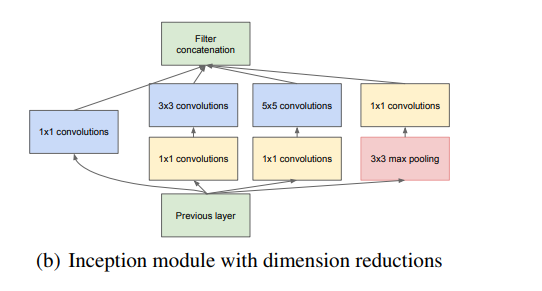 Filter
concatenation
3x3 convolutions
5x5 convolutions
1x1 convolutions
1x1 convolutions
1x1 convolutions
1x1 convolutions
3x3 max pooling
Previous layer
(b) Inception module with dimension reductions